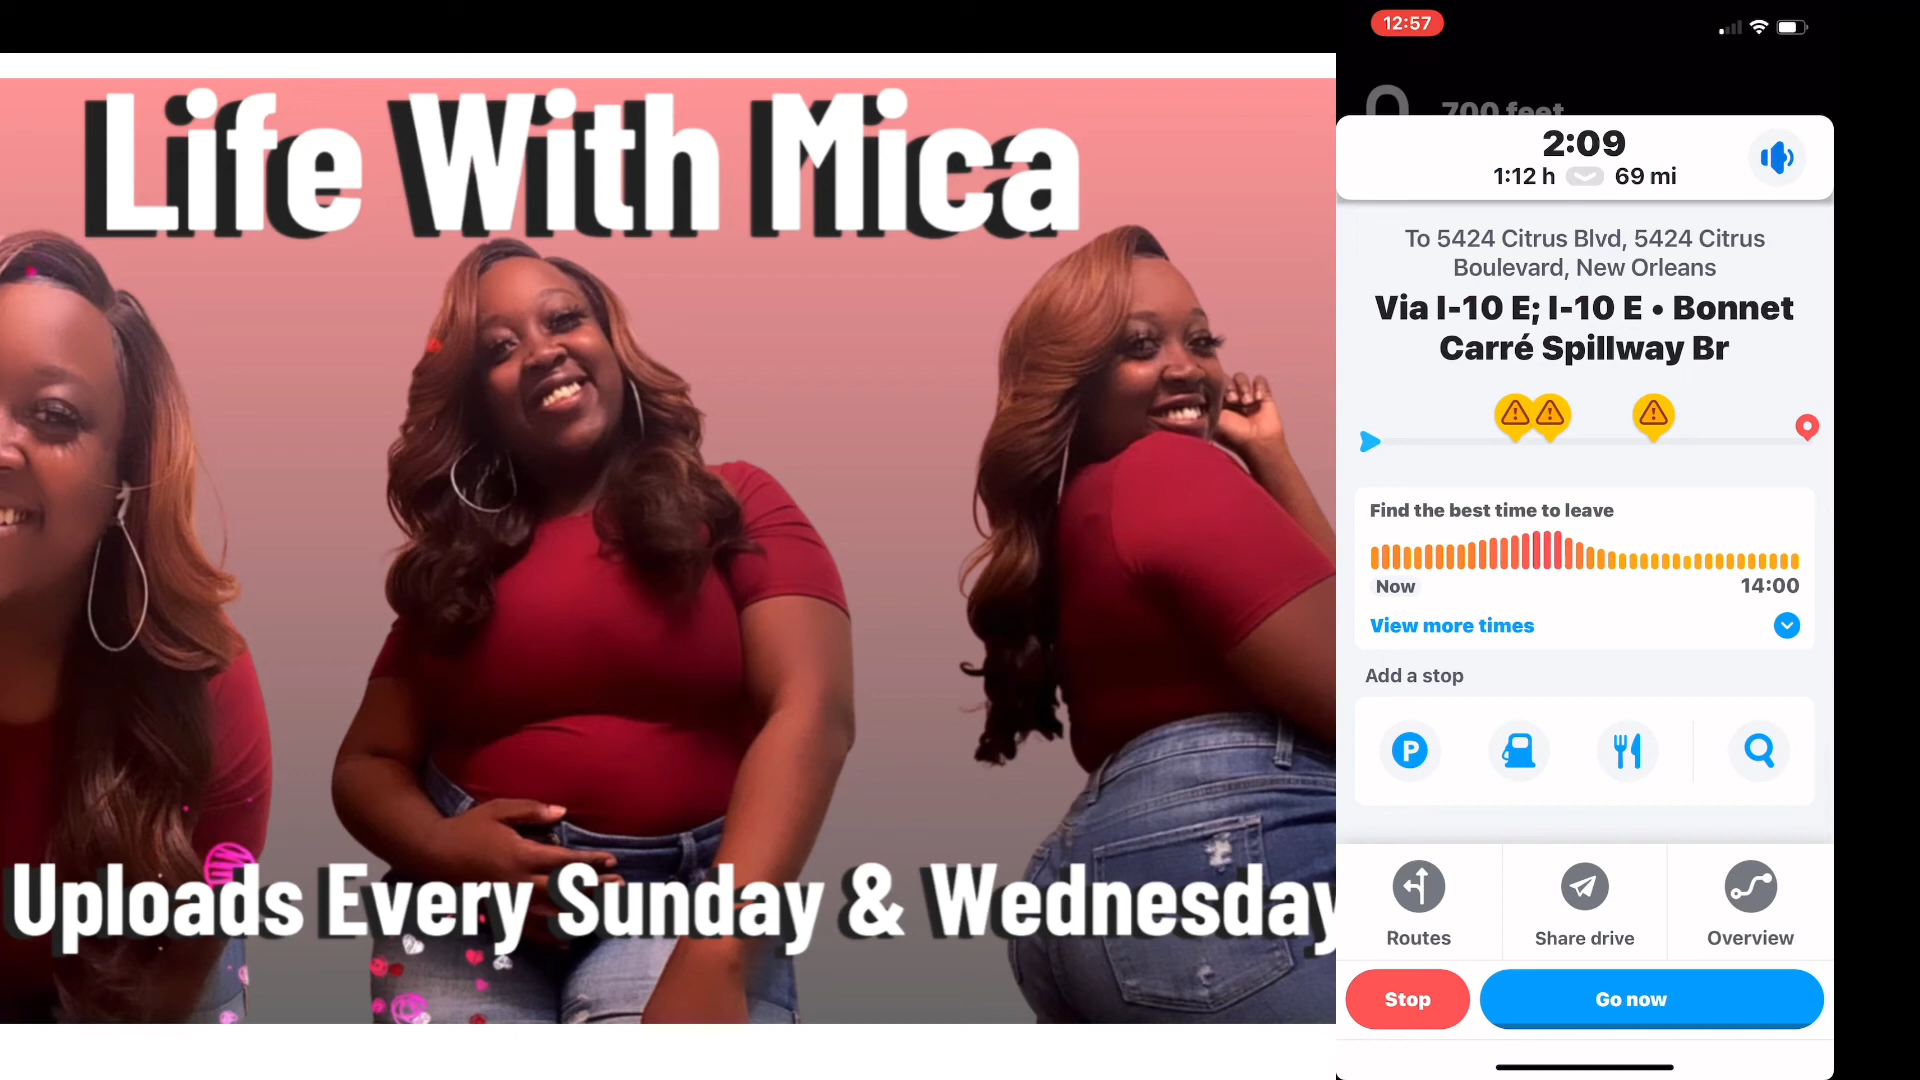 Life With Mica
Uploads Every Sunday & Wednesday
12:57
700 feet
2:09
1:12 h 69 mi
To 5424 Citrus Blvd, 5424 Citrus
Boulevard, New Orleans
Via I-10 E; I-10 E • Bonnet
Carré Spillway Br
Find the best time to leave
Now 14:00
View more times
Add a stop
P
Routes Share drive Overview
Stop Go now